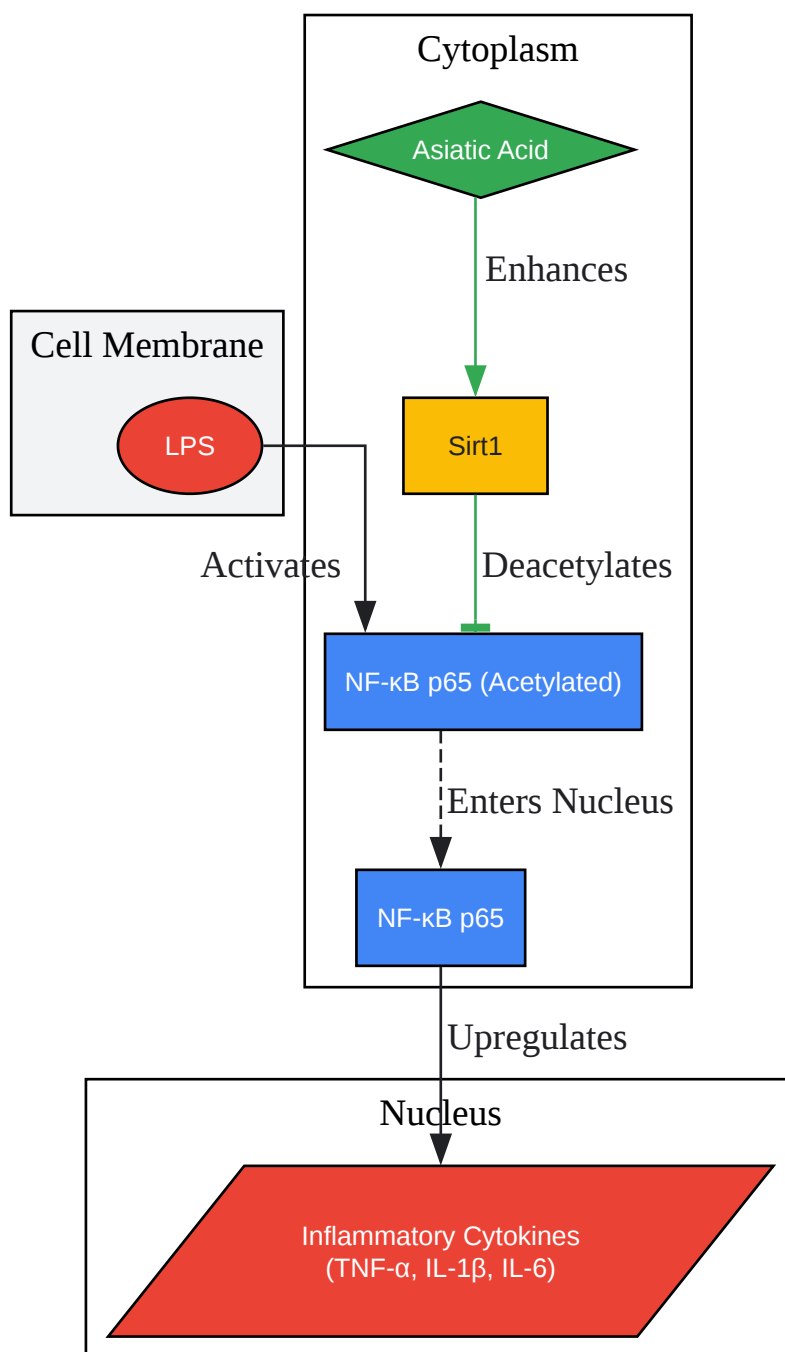 Cytoplasm
Asiatic Acid
Enhances
Cell Membrane
LPS
Sirt1
Activates
Deacetylates
NF-κB p65 (Acetylated)
Enters Nucleus
NF-κB p65
Upregulates
Nucleus
Inflammatory Cytokines
(TNF-α, IL-1β, IL-6)